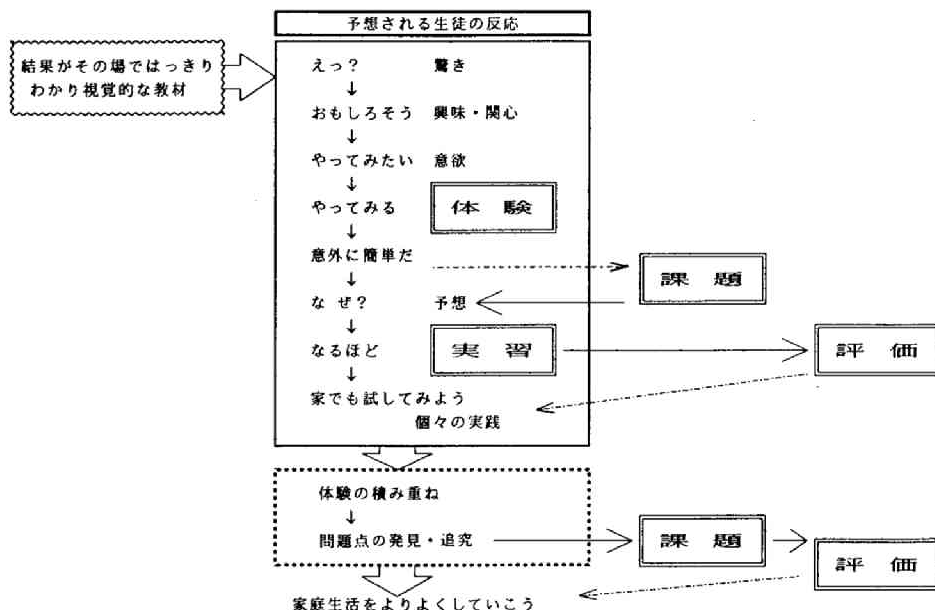 予想される生徒の反応
結果がその場ではっきり
わかり視覚的な教材
えっ? 驚き
↓
おもしろそう 興味・関心
↓
やってみたい 意欲
↓
やってみる 体験
↓
意外に簡単だ
課題
↓
なぜ? 予想
↓
なるほど 実習
評価
↓
家でも試してみよう
個々の実践
体験の積み重ね
↓
問題点の発見・追究
課題
評価
家庭生活をよりよくしていこう